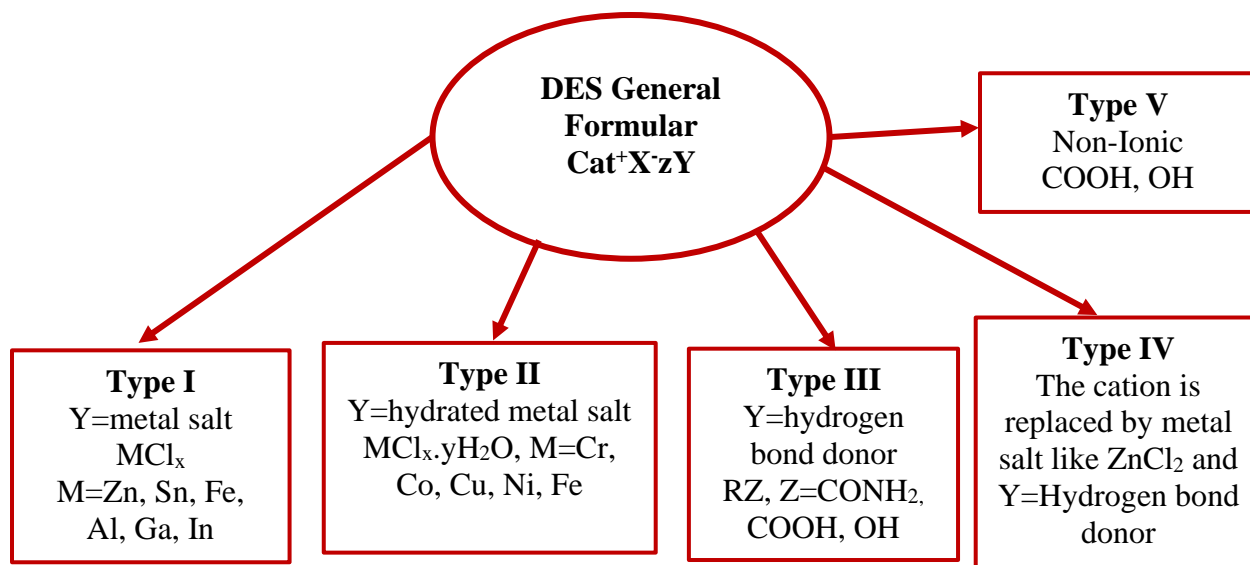 DES General
Formular
Cat⁺X⁻zY
Type V
Non-Ionic
COOH, OH
Type I
Y=metal salt
MClₓ
M=Zn, Sn, Fe,
Al, Ga, In
Type II
Y=hydrated metal salt
MClₓ.yH₂O, M=Cr,
Co, Cu, Ni, Fe
Type III
Y=hydrogen
bond donor
RZ, Z=CONH₂,
COOH, OH
Type IV
The cation is
replaced by metal
salt like ZnCl₂ and
Y=Hydrogen bond
donor